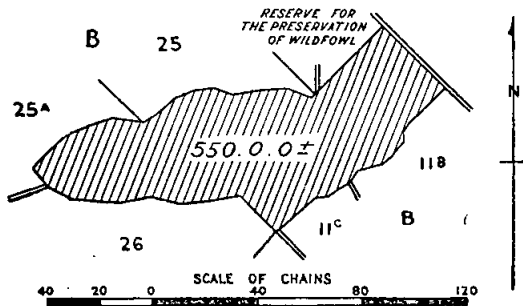 RESERVE FOR
THE PRESERVATION
OF WILDFOWL
B 25
25A
N
550.0.0±
11B
B
11C
26
SCALE OF CHAINS
40 20 0 40 80 120